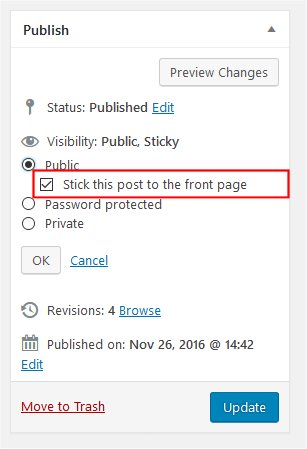 Publish
Preview Changes
Status: Published Edit
Visibility: Public, Sticky
Public
Stick this post to the front page
Password protected
Private
OK Cancel
Revisions: 4 Browse
Published on: Nov 26, 2016 @ 14:42
Edit
Move to Trash Update